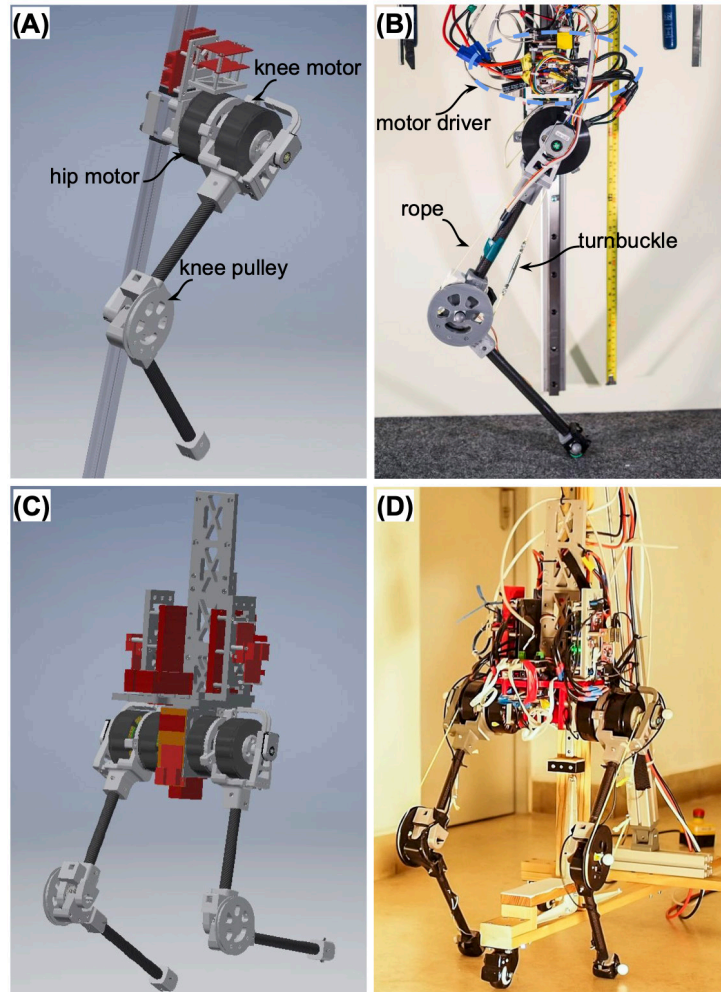 (A)
knee motor
hip motor
knee pulley
(B)
motor driver
rope
turnbuckle
(C)
(D)